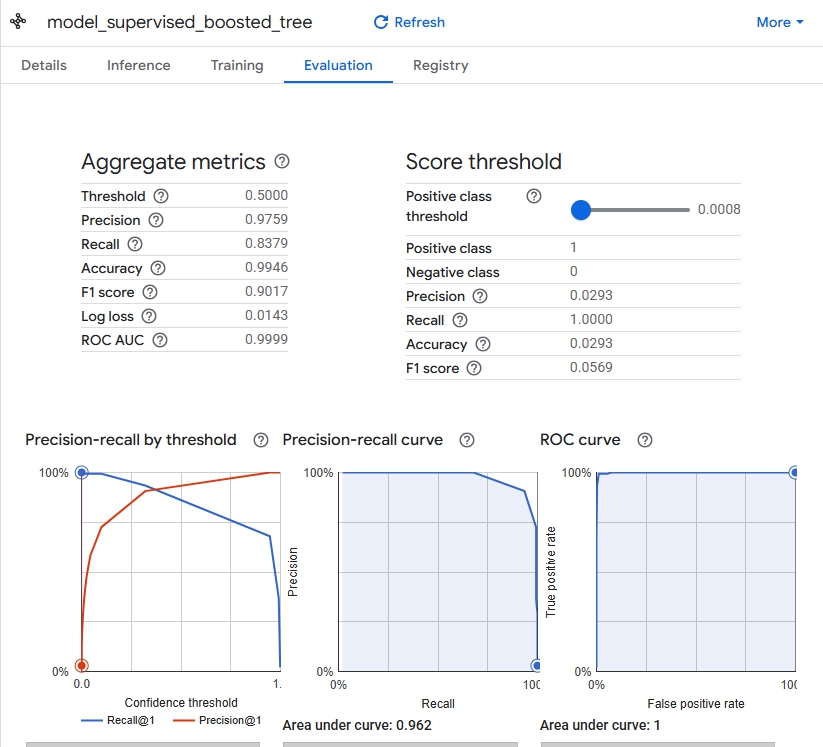 model_supervised_boosted_tree
Refresh
More
Details
Inference
Training
Evaluation
Registry
Aggregate metrics
Threshold 0.5000
Precision 0.9759
Recall 0.8379
Accuracy 0.9946
F1 score 0.9017
Log loss 0.0143
ROC AUC 0.9999
Score threshold
Positive class
threshold
0.0008
Positive class 1
Negative class 0
Precision 0.0293
Recall 1.0000
Accuracy 0.0293
F1 score 0.0569
Precision-recall by threshold
100%
0%
0.0
1.
Confidence threshold
Recall@1
Precision@1
Precision-recall curve
100%
Precision
0%
0%
100
Recall
Area under curve: 0.962
ROC curve
100%
True positive rate
0%
0%
100
False positive rate
Area under curve: 1